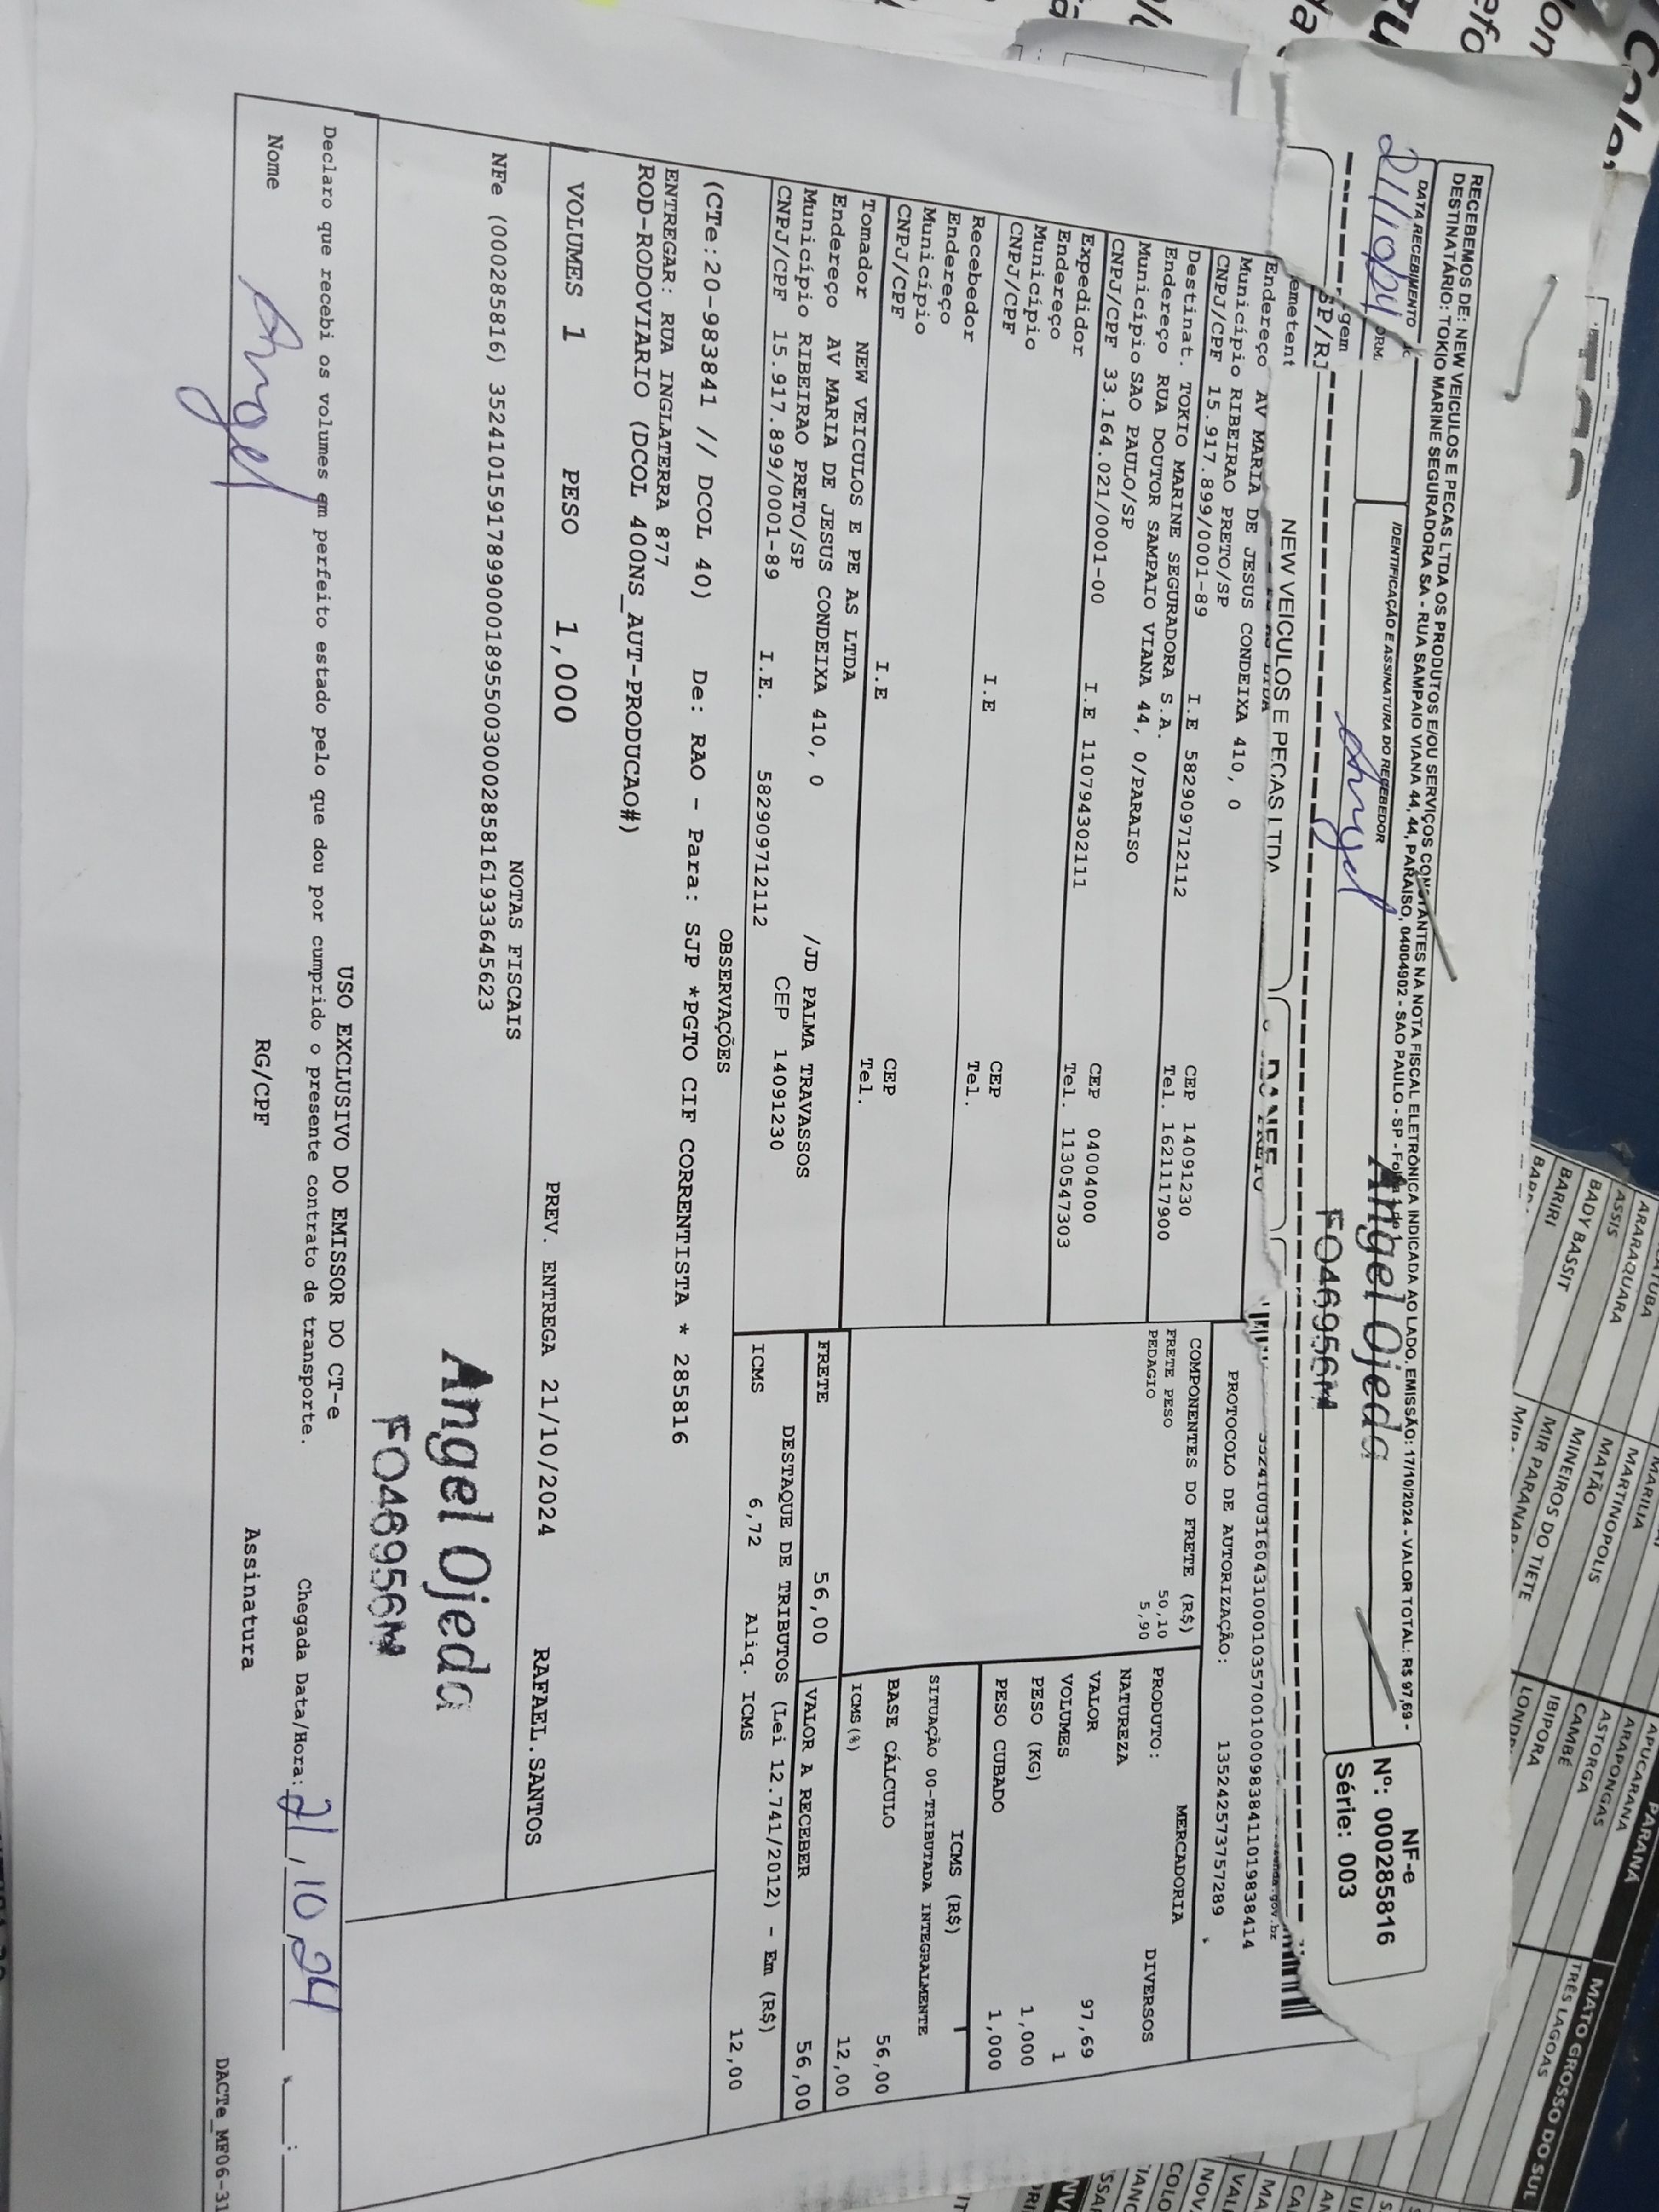 RECEBEMOS DE: NEW VEICULOS E PECAS LTDA OS PRODUTOS E/OU SERVIÇOS CONSTANTES NA NOTA FISCAL ELETRÔNICA INDICADA AO LADO. EMISSÃO: 17/10/2024 - VALOR TOTAL: R$ 97,69 -
DESTINATÁRIO: TOKIO MARINE SEGURADORA SA - RUA SAMPAIO VIANA 44, 44, PARAISO, 04004902 - SAO PAULO - SP -
DATA RECEBIMENTO IDENTIFICAÇÃO E ASSINATURA DO RECEBEDOR
21/10/24 Angel Angel Ojeda
F046956M
NF-e
Nº: 000285816
Série: 003
SP/RJ
NEW VEICULOS E PECAS LTDA
DANFE
Endereço AV MARIA DE JESUS CONDEIXA 410, 0
Município RIBEIRAO PRETO/SP CEP 14091230
CNPJ/CPF 15.917.899/0001-89 I.E 582909712112 Tel. 1621117900
Destinat. TOKIO MARINE SEGURADORA S.A.
Endereço RUA DOUTOR SAMPAIO VIANA 44, 0/PARAISO
Município SAO PAULO/SP CEP 04004000
CNPJ/CPF 33.164.021/0001-00 I.E 110794302111 Tel. 1130547303
Expedidor
Endereço
Município CEP
CNPJ/CPF I.E Tel.
Recebedor
Endereço
Município CEP
CNPJ/CPF I.E Tel.
Tomador NEW VEICULOS E PE AS LTDA
Endereço AV MARIA DE JESUS CONDEIXA 410, 0 /JD PALMA TRAVASSOS
Município RIBEIRAO PRETO/SP CEP 14091230
CNPJ/CPF 15.917.899/0001-89 I.E. 582909712112
PROTOCOLO DE AUTORIZAÇÃO: 135242573757289
COMPONENTES DO FRETE (R$)
FRETE PESO 50,10
PEDAGIO 5,90
MERCADORIA
PRODUTO: DIVERSOS
NATUREZA
VALOR 97,69
VOLUMES 1
PESO (KG) 1,000
PESO CUBADO 1,000
ICMS (R$)
SITUAÇÃO 00-TRIBUTADA INTEGRALMENTE
BASE CÁLCULO 56,00
ICMS(%) 12,00
FRETE 56,00 VALOR A RECEBER 56,00
DESTAQUE DE TRIBUTOS (Lei 12.741/2012) - Em (R$)
ICMS 6,72 Aliq. ICMS 12,00
OBSERVAÇÕES
(CTe:20-983841 // DCOL 40) De: RAO - Para: SJP *PGTO CIF CORRENTISTA * 285816
ENTREGAR: RUA INGLATERRA 877
ROD-RODOVIARIO (DCOL 400NS_AUT-PRODUCAO#)
VOLUMES 1 PESO 1,000 PREV. ENTREGA 21/10/2024 RAFAEL.SANTOS
NOTAS FISCAIS
NFe (000285816) 35241015917899000189550030002858161933645623
Angel Ojeda
F046956M
USO EXCLUSIVO DO EMISSOR DO CT-e
Declaro que recebi os volumes em perfeito estado pelo que dou por cumprido o presente contrato de transporte. Chegada Data/Hora: 21/10/24
Nome Angel RG/CPF Assinatura
DACTe_MF06-31
ARARAQUARA
ASSIS
BADY BASSIT
BARIRI
MARILIA
MARTINOPOLIS
MATÃO
MINEIROS DO TIETE
PARANÁ
APUCARANA
ARAPONGAS
ASTORGA
CAMBÉ
IBIPORA
MATO GROSSO DO SUL
TRÊS LAGOAS